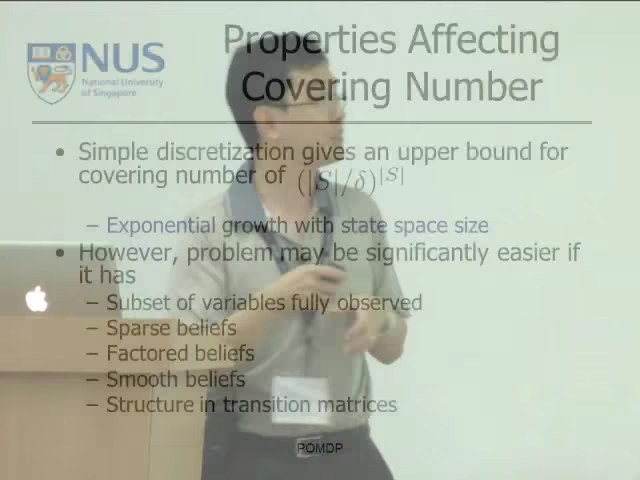 NUS
National University
of Singapore
Properties Affecting
Covering Number
• Simple discretization gives an upper bound for
covering number of (|S|/δ)^|S|
– Exponential growth with state space size
• However, problem may be significantly easier if
it has
– Subset of variables fully observed
– Sparse beliefs
– Factored beliefs
– Smooth beliefs
– Structure in transition matrices
POMDP